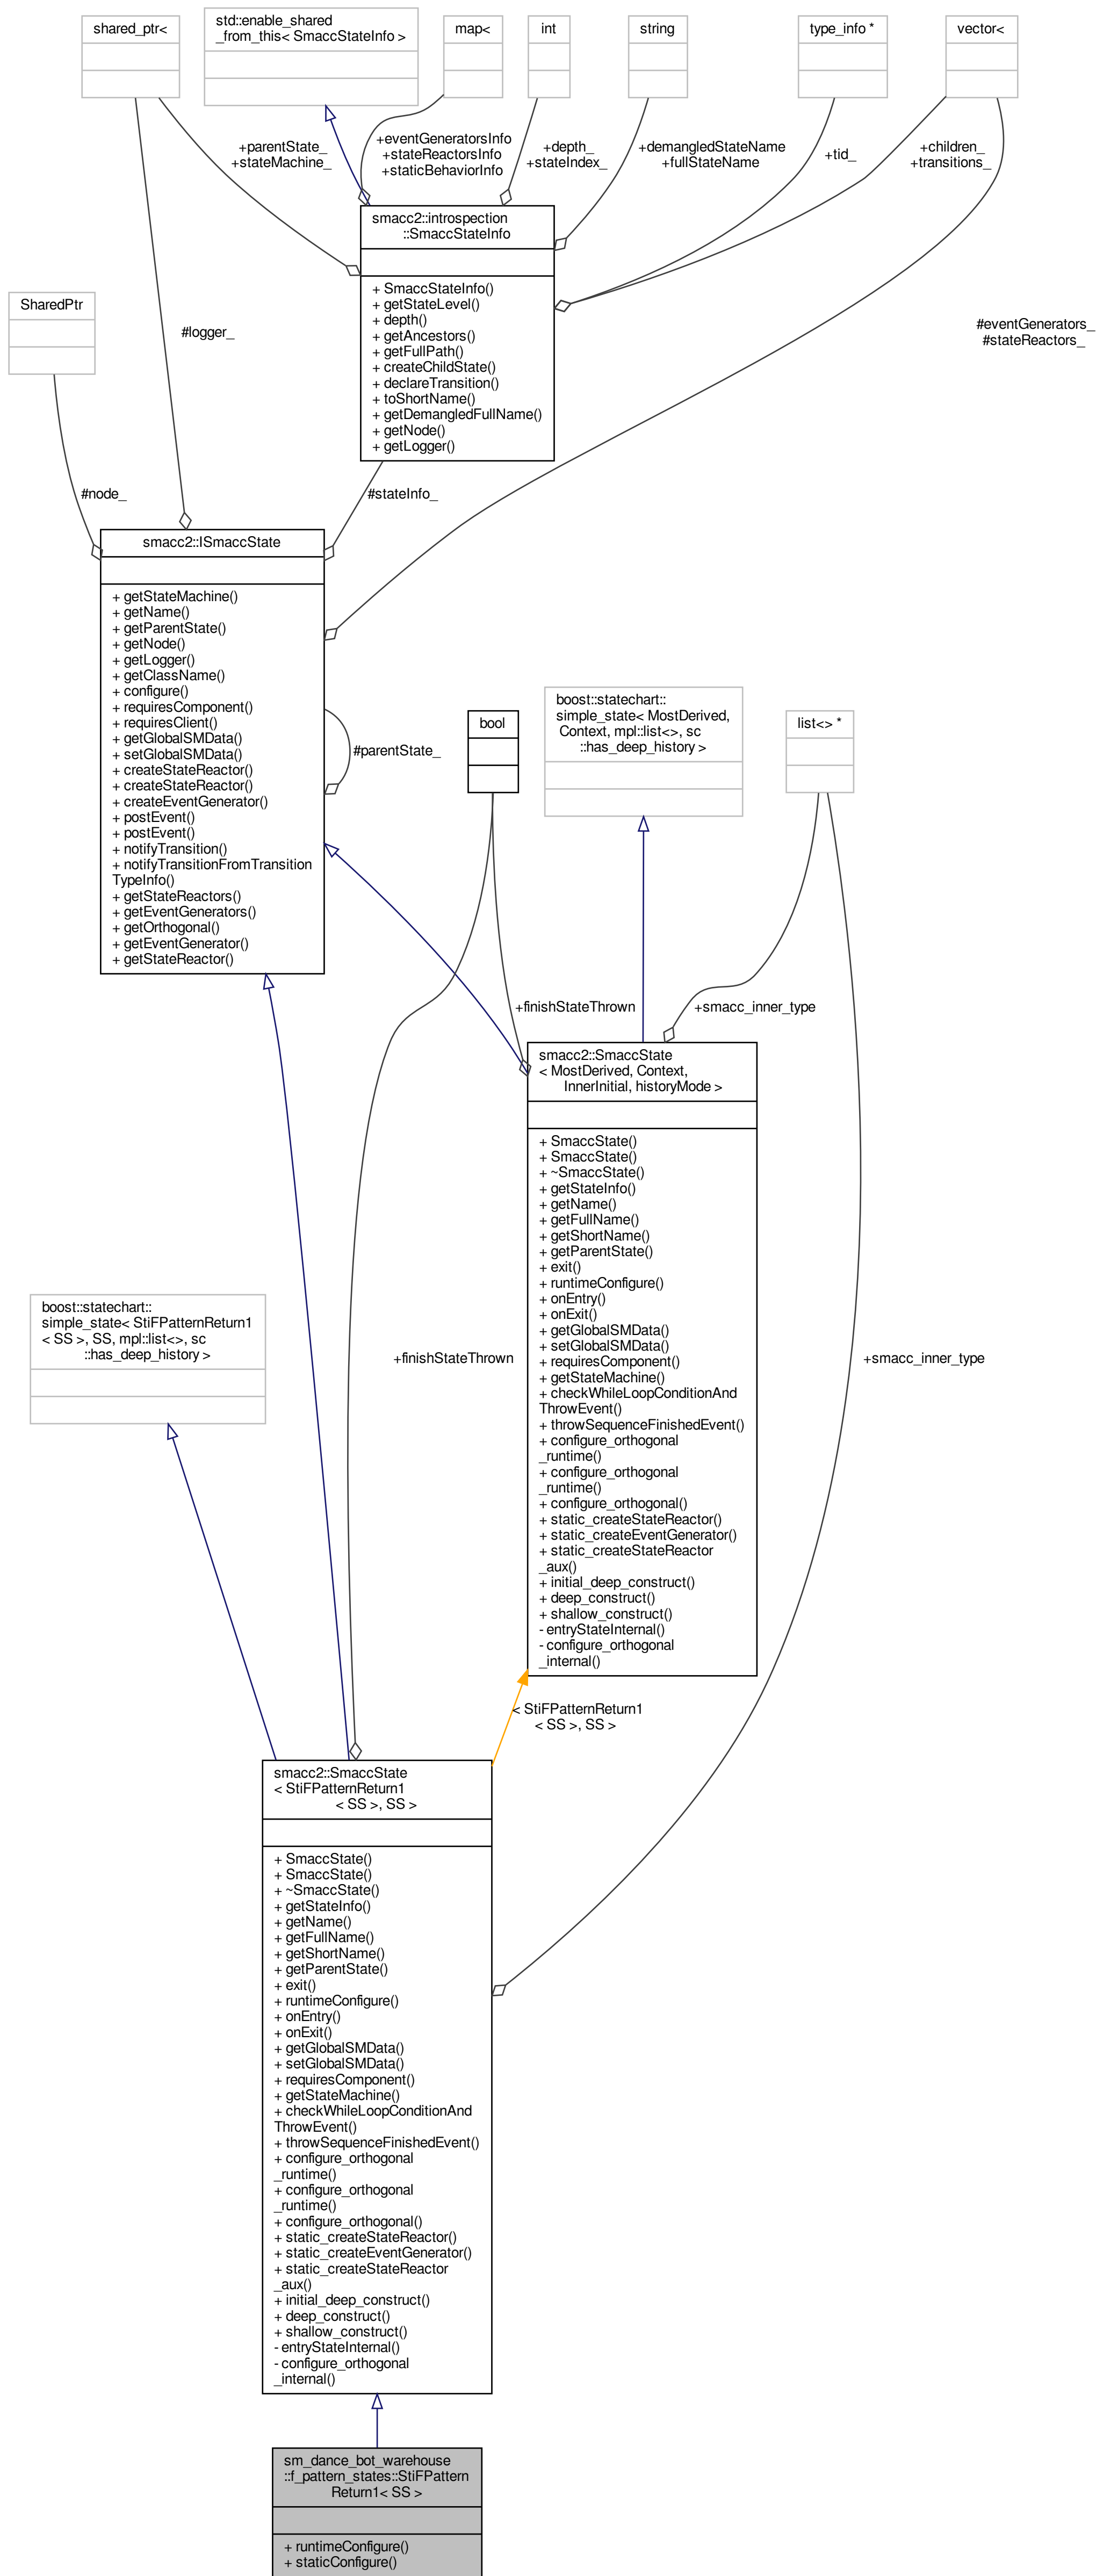 shared_ptr<
std::enable_shared
_from_this< SmaccStateInfo >
map<
int
string
type_info *
vector<
+parentState_
+stateMachine_
+eventGeneratorsInfo
+stateReactorsInfo
+staticBehaviorInfo
+depth_
+stateIndex_
+demangledStateName
+fullStateName
+tid_
+children_
+transitions_
smacc2::introspection
::SmaccStateInfo
+ SmaccStateInfo()
+ getStateLevel()
+ depth()
+ getAncestors()
+ getFullPath()
+ createChildState()
+ declareTransition()
+ toShortName()
+ getDemangledFullName()
+ getNode()
+ getLogger()
SharedPtr
#logger_
#eventGenerators_
#stateReactors_
#node_
#stateInfo_
smacc2::ISmaccState
+ getStateMachine()
+ getName()
+ getParentState()
+ getNode()
+ getLogger()
+ getClassName()
+ configure()
+ requiresComponent()
+ requiresClient()
+ getGlobalSMData()
+ setGlobalSMData()
+ createStateReactor()
+ createStateReactor()
+ createEventGenerator()
+ postEvent()
+ postEvent()
+ notifyTransition()
+ notifyTransitionFromTransition
TypeInfo()
+ getStateReactors()
+ getEventGenerators()
+ getOrthogonal()
+ getEventGenerator()
+ getStateReactor()
#parentState_
bool
boost::statechart::
simple_state< MostDerived,
Context, mpl::list<>, sc
::has_deep_history >
list<> *
+finishStateThrown
+smacc_inner_type
smacc2::SmaccState
< MostDerived, Context,
InnerInitial, historyMode >
+ SmaccState()
+ SmaccState()
+ ~SmaccState()
+ getStateInfo()
+ getName()
+ getFullName()
+ getShortName()
+ getParentState()
+ exit()
+ runtimeConfigure()
+ onEntry()
+ onExit()
+ getGlobalSMData()
+ setGlobalSMData()
+ requiresComponent()
+ getStateMachine()
+ checkWhileLoopConditionAnd
ThrowEvent()
+ throwSequenceFinishedEvent()
+ configure_orthogonal
_runtime()
+ configure_orthogonal
_runtime()
+ configure_orthogonal()
+ static_createStateReactor()
+ static_createEventGenerator()
+ static_createStateReactor
_aux()
+ initial_deep_construct()
+ deep_construct()
+ shallow_construct()
- entryStateInternal()
- configure_orthogonal
_internal()
boost::statechart::
simple_state< StiFPatternReturn1
< SS >, SS, mpl::list<>, sc
::has_deep_history >
+finishStateThrown
+smacc_inner_type
< StiFPatternReturn1
< SS >, SS >
smacc2::SmaccState
< StiFPatternReturn1
< SS >, SS >
+ SmaccState()
+ SmaccState()
+ ~SmaccState()
+ getStateInfo()
+ getName()
+ getFullName()
+ getShortName()
+ getParentState()
+ exit()
+ runtimeConfigure()
+ onEntry()
+ onExit()
+ getGlobalSMData()
+ setGlobalSMData()
+ requiresComponent()
+ getStateMachine()
+ checkWhileLoopConditionAnd
ThrowEvent()
+ throwSequenceFinishedEvent()
+ configure_orthogonal
_runtime()
+ configure_orthogonal
_runtime()
+ configure_orthogonal()
+ static_createStateReactor()
+ static_createEventGenerator()
+ static_createStateReactor
_aux()
+ initial_deep_construct()
+ deep_construct()
+ shallow_construct()
- entryStateInternal()
- configure_orthogonal
_internal()
sm_dance_bot_warehouse
::f_pattern_states::StiFPattern
Return1< SS >
+ runtimeConfigure()
+ staticConfigure()